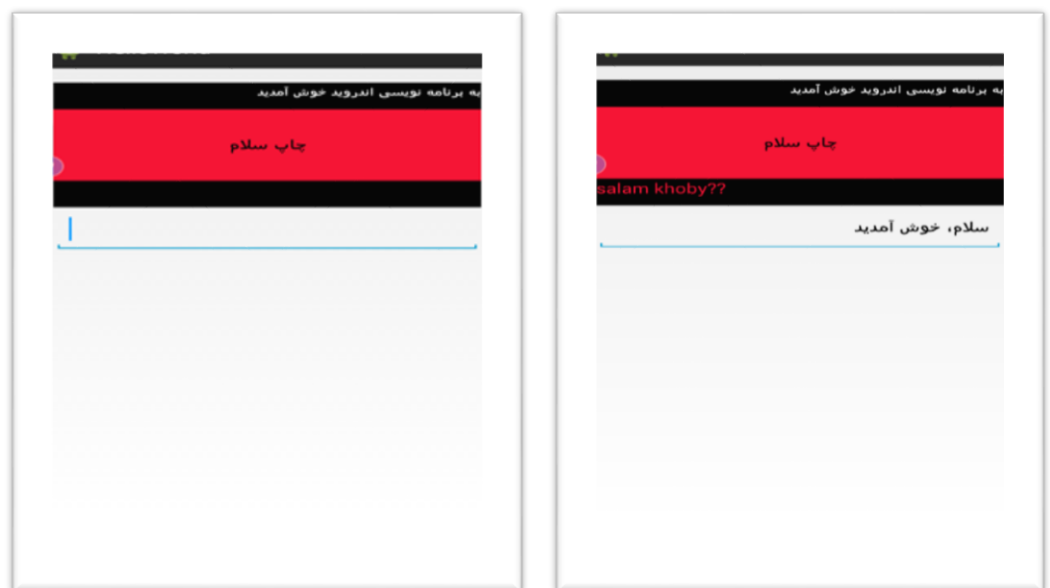 به برنامه نویسی اندروید خوش آمدید
چاپ سلام
به برنامه نویسی اندروید خوش آمدید
چاپ سلام
salam khoby??
سلام، خوش آمدید